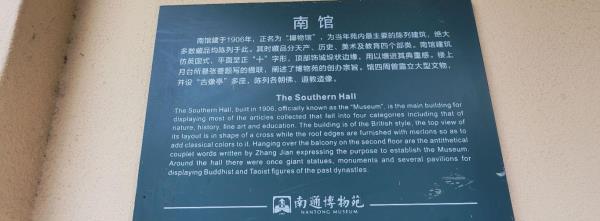 南馆
南馆建于1906年，正名为“博物馆”，为当年苑内最主要的陈列建筑，绝大
多数藏品均陈列于此。其时藏品分天产、历史、美术及教育四个部类。南馆建筑
仿英国式，平面呈正“十”字形，顶部饰城垛状边缘，用以增进其典重感。楼上
月台所悬张謇题写的楹联，阐述了博物苑的创办宗旨。馆四周曾矗立大型文物，
并设“古像亭”多座，陈列各朝佛、道教造像。
The Southern Hall
The Southern Hall, built in 1906, officially known as the “Museum”, is the main building for
displaying most of the articles collected that fall into four categories including that of
nature, history, fine art and education. The building is of the British style, the top view of
its layout is in shape of a cross while the roof edges are furnished with merlons so as to
add classical colors to it. Hanging over the balcony on the second floor are the antithetical
couplet words written by Zhang Jian expressing the purpose to establish the Museum.
Around the hall there were once giant statues, monuments and several pavilions for
displaying Buddhist and Taoist figures of the past dynasties.
南通博物苑
NANTONG MUSEUM